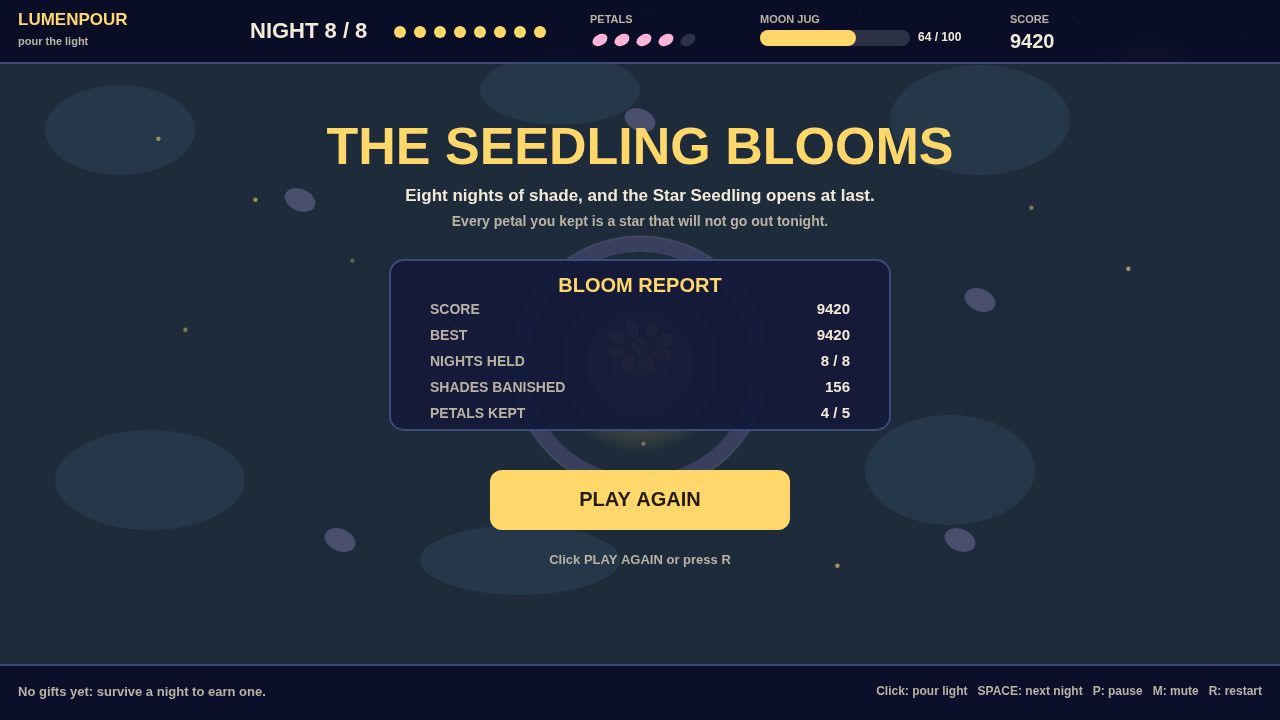 LUMENPOUR
pour the light
NIGHT 8 / 8
PETALS
MOON JUG
64 / 100
SCORE
9420
THE SEEDLING BLOOMS
Eight nights of shade, and the Star Seedling opens at last.
Every petal you kept is a star that will not go out tonight.
BLOOM REPORT
SCORE 9420
BEST 9420
NIGHTS HELD 8 / 8
SHADES BANISHED 156
PETALS KEPT 4 / 5
PLAY AGAIN
Click PLAY AGAIN or press R
No gifts yet: survive a night to earn one.
Click: pour light SPACE: next night P: pause M: mute R: restart